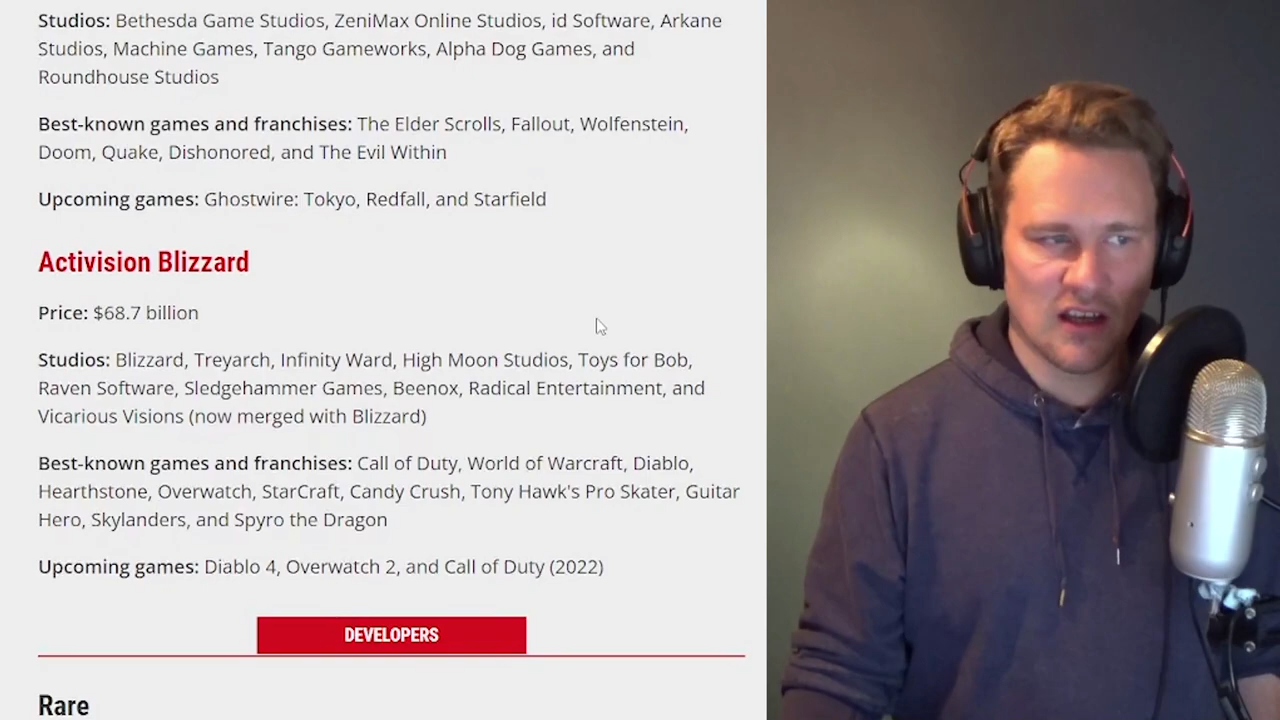 Studios: Bethesda Game Studios, ZeniMax Online Studios, id Software, Arkane
Studios, Machine Games, Tango Gameworks, Alpha Dog Games, and
Roundhouse Studios
Best-known games and franchises: The Elder Scrolls, Fallout, Wolfenstein,
Doom, Quake, Dishonored, and The Evil Within
Upcoming games: Ghostwire: Tokyo, Redfall, and Starfield
Activision Blizzard
Price: $68.7 billion
Studios: Blizzard, Treyarch, Infinity Ward, High Moon Studios, Toys for Bob,
Raven Software, Sledgehammer Games, Beenox, Radical Entertainment, and
Vicarious Visions (now merged with Blizzard)
Best-known games and franchises: Call of Duty, World of Warcraft, Diablo,
Hearthstone, Overwatch, StarCraft, Candy Crush, Tony Hawk's Pro Skater, Guitar
Hero, Skylanders, and Spyro the Dragon
Upcoming games: Diablo 4, Overwatch 2, and Call of Duty (2022)
DEVELOPERS
Rare